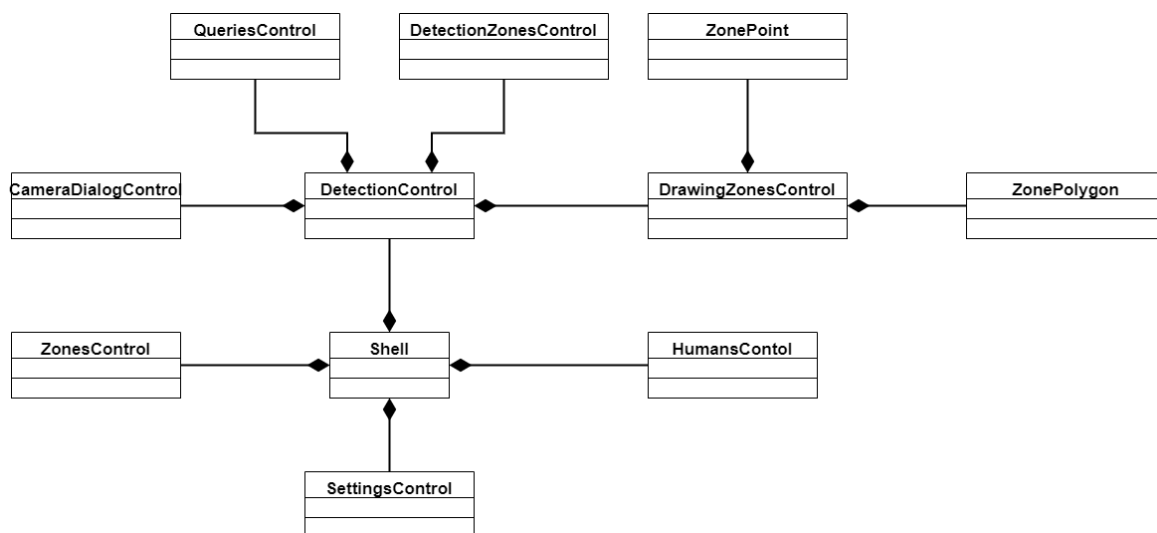 QueriesControl
DetectionZonesControl
ZonePoint
CameraDialogControl
DetectionControl
DrawingZonesControl
ZonePolygon
ZonesControl
Shell
HumansContol
SettingsControl